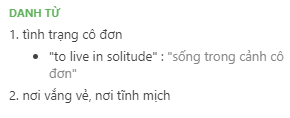 DANH TỪ
1. tình trạng cô đơn
• "to live in solitude" : "sống trong cảnh cô
đơn"
2. nơi vắng vẻ, nơi tĩnh mịch